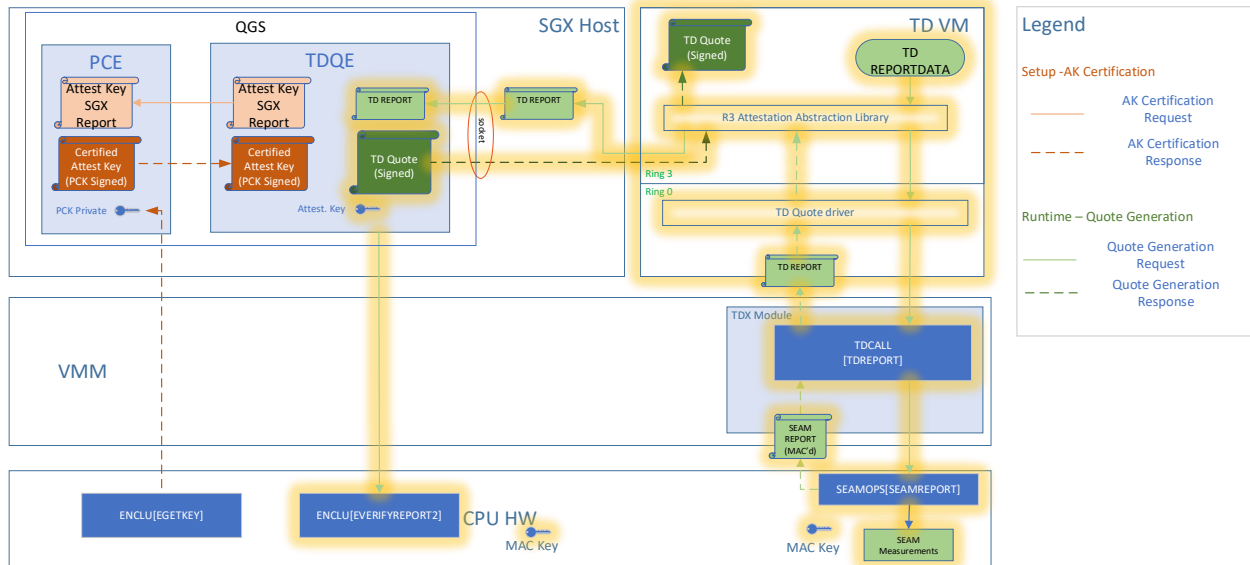 SGX Host
QGS
PCE
Attest Key
SGX
Report
Certified
Attest Key
(PCK Signed)
PCK Private
TDQE
Attest Key
SGX
Report
Certified
Attest Key
(PCK Signed)
TD REPORT
TD Quote
(Signed)
Attest. Key
socket
TD REPORT
TD VM
TD Quote
(Signed)
TD
REPORTDATA
R3 Attestation Abstraction Library
Ring 3
Ring 0
TD Quote driver
TD REPORT
VMM
TDX Module
TDCALL
[TDREPORT]
SEAM
REPORT
(MAC'd)
CPU HW
ENCLU[EGETKEY]
ENCLU[EVERIFYREPORT2]
MAC Key
MAC Key
SEAMOPS[SEAMREPORT]
SEAM
Measurements
Legend
Setup -AK Certification
AK Certification
Request
AK Certification
Response
Runtime – Quote Generation
Quote Generation
Request
Quote Generation
Response